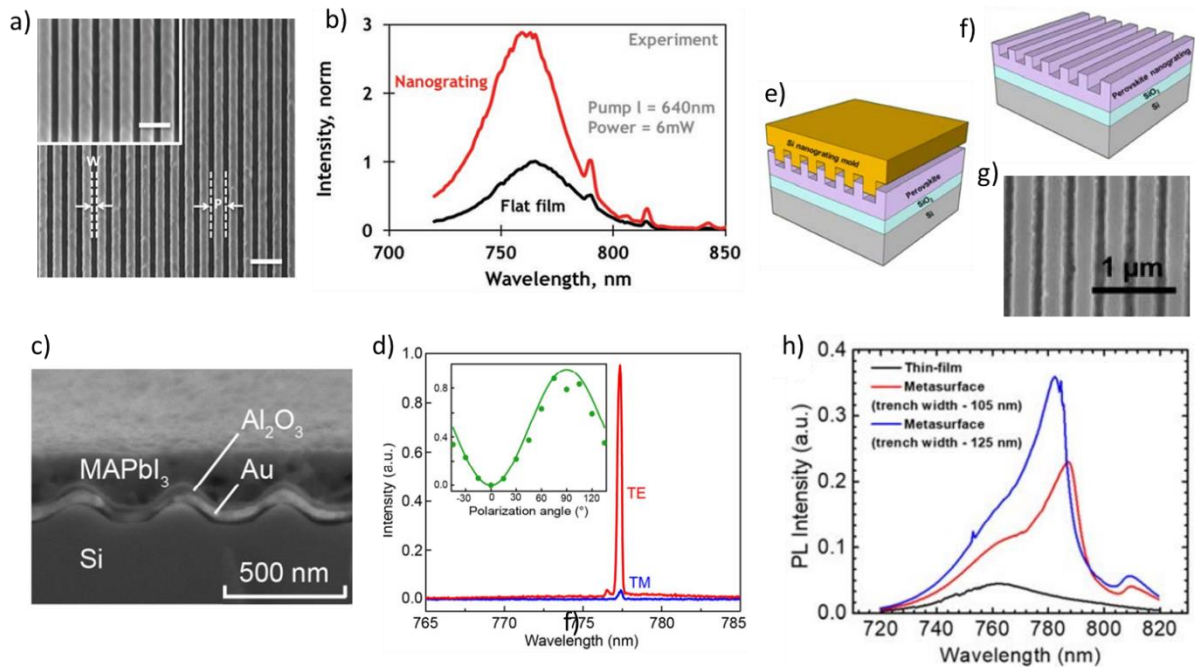 a)
W
P
b)
Experiment
Nanograting
Pump I = 640nm
Power = 6mW
Flat film
Intensity, norm
3
2
1
0
700
750
800
850
Wavelength, nm
e)
Si nanograting mold
Perovskite
SiO₂
Si
f)
Perovskite nanograting
SiO₂
Si
g)
1 µm
c)
Al₂O₃
MAPbI₃
Au
Si
500 nm
d)
1.0
0.8
0.6
0.4
0.2
0.0
Intensity (a.u.)
0.8
0.4
0.0
-30 0 30 60 90 120
Polarization angle (°)
TE
TM
765 770 775 780 785
f)
Wavelength (nm)
h)
0.4
0.3
0.2
0.1
0.0
PL Intensity (a.u.)
Thin-film
Metasurface
(trench width - 105 nm)
Metasurface
(trench width - 125 nm)
720 740 760 780 800 820
Wavelength (nm)